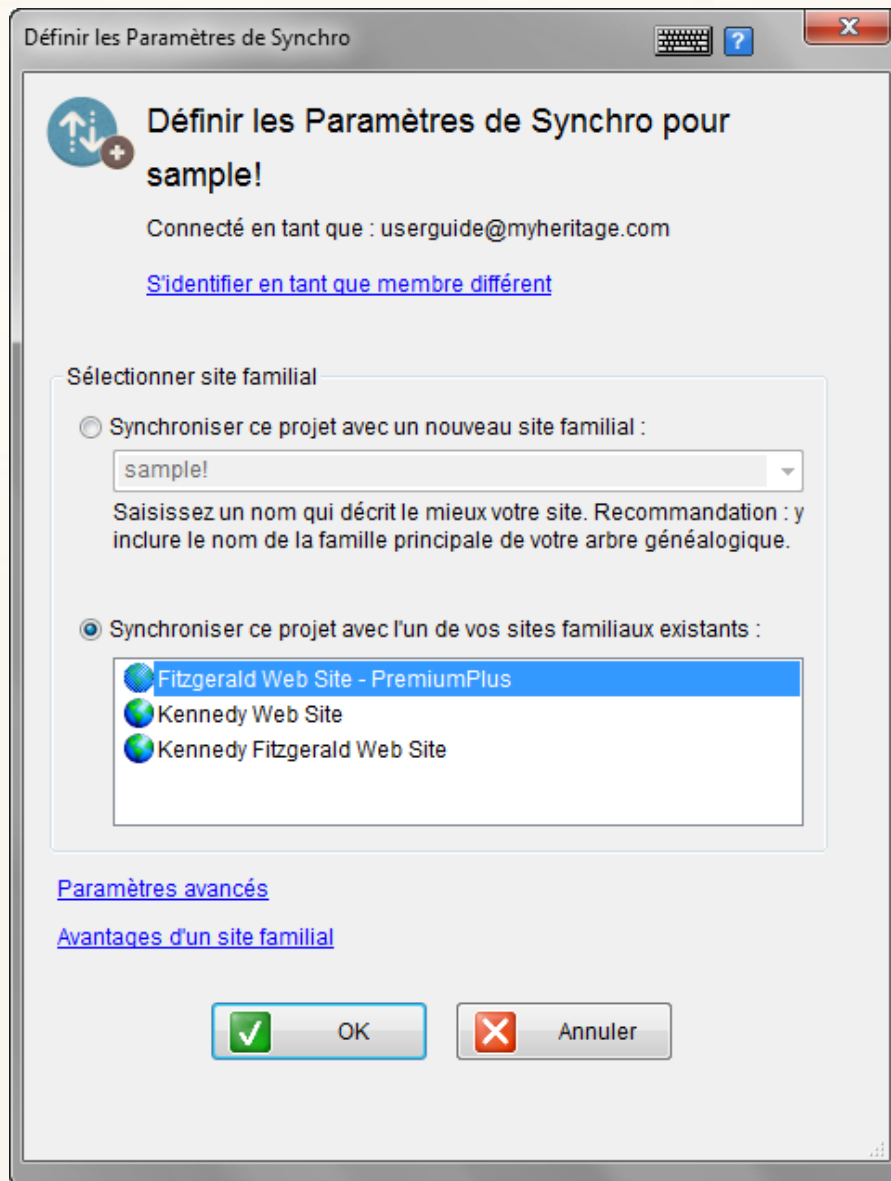 Définir les Paramètres de Synchro
?
X
Définir les Paramètres de Synchro pour
sample!
Connecté en tant que : userguide@myheritage.com
S'identifier en tant que membre différent
Sélectionner site familial
Synchroniser ce projet avec un nouveau site familial :
sample!
Saisissez un nom qui décrit le mieux votre site. Recommandation : y
inclure le nom de la famille principale de votre arbre généalogique.
Synchroniser ce projet avec l'un de vos sites familiaux existants :
Fitzgerald Web Site - PremiumPlus
Kennedy Web Site
Kennedy Fitzgerald Web Site
Paramètres avancés
Avantages d'un site familial
OK
Annuler